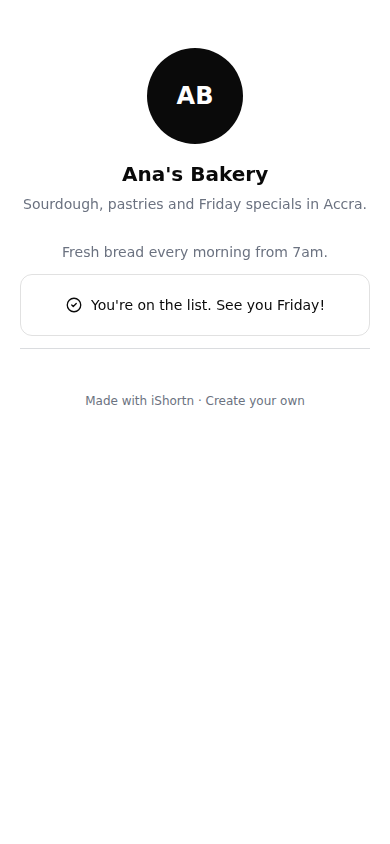 AB
Ana's Bakery
Sourdough, pastries and Friday specials in Accra.
Fresh bread every morning from 7am.
You're on the list. See you Friday!
Made with iShortn · Create your own